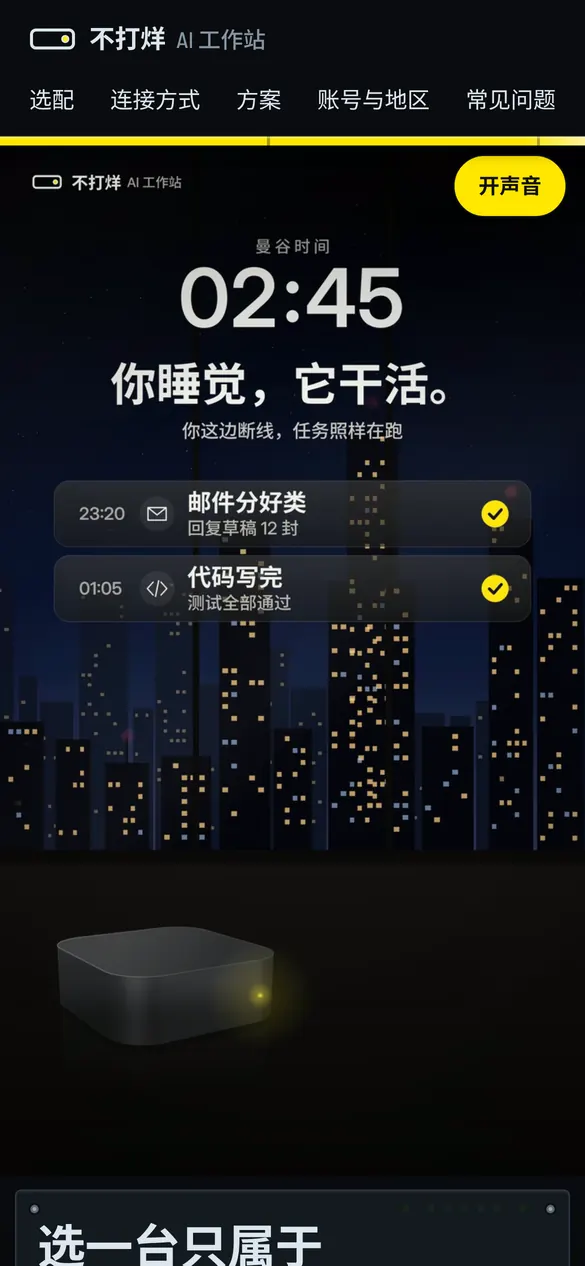 不打烊 AI 工作站
选配 连接方式 方案 账号与地区 常见问题
不打烊 AI 工作站
开声音
曼谷时间
02:45
你睡觉，它干活。
你这边断线，任务照样在跑
23:20 邮件分好类
回复草稿 12 封
01:05 </> 代码写完
测试全部通过
选一台只属于